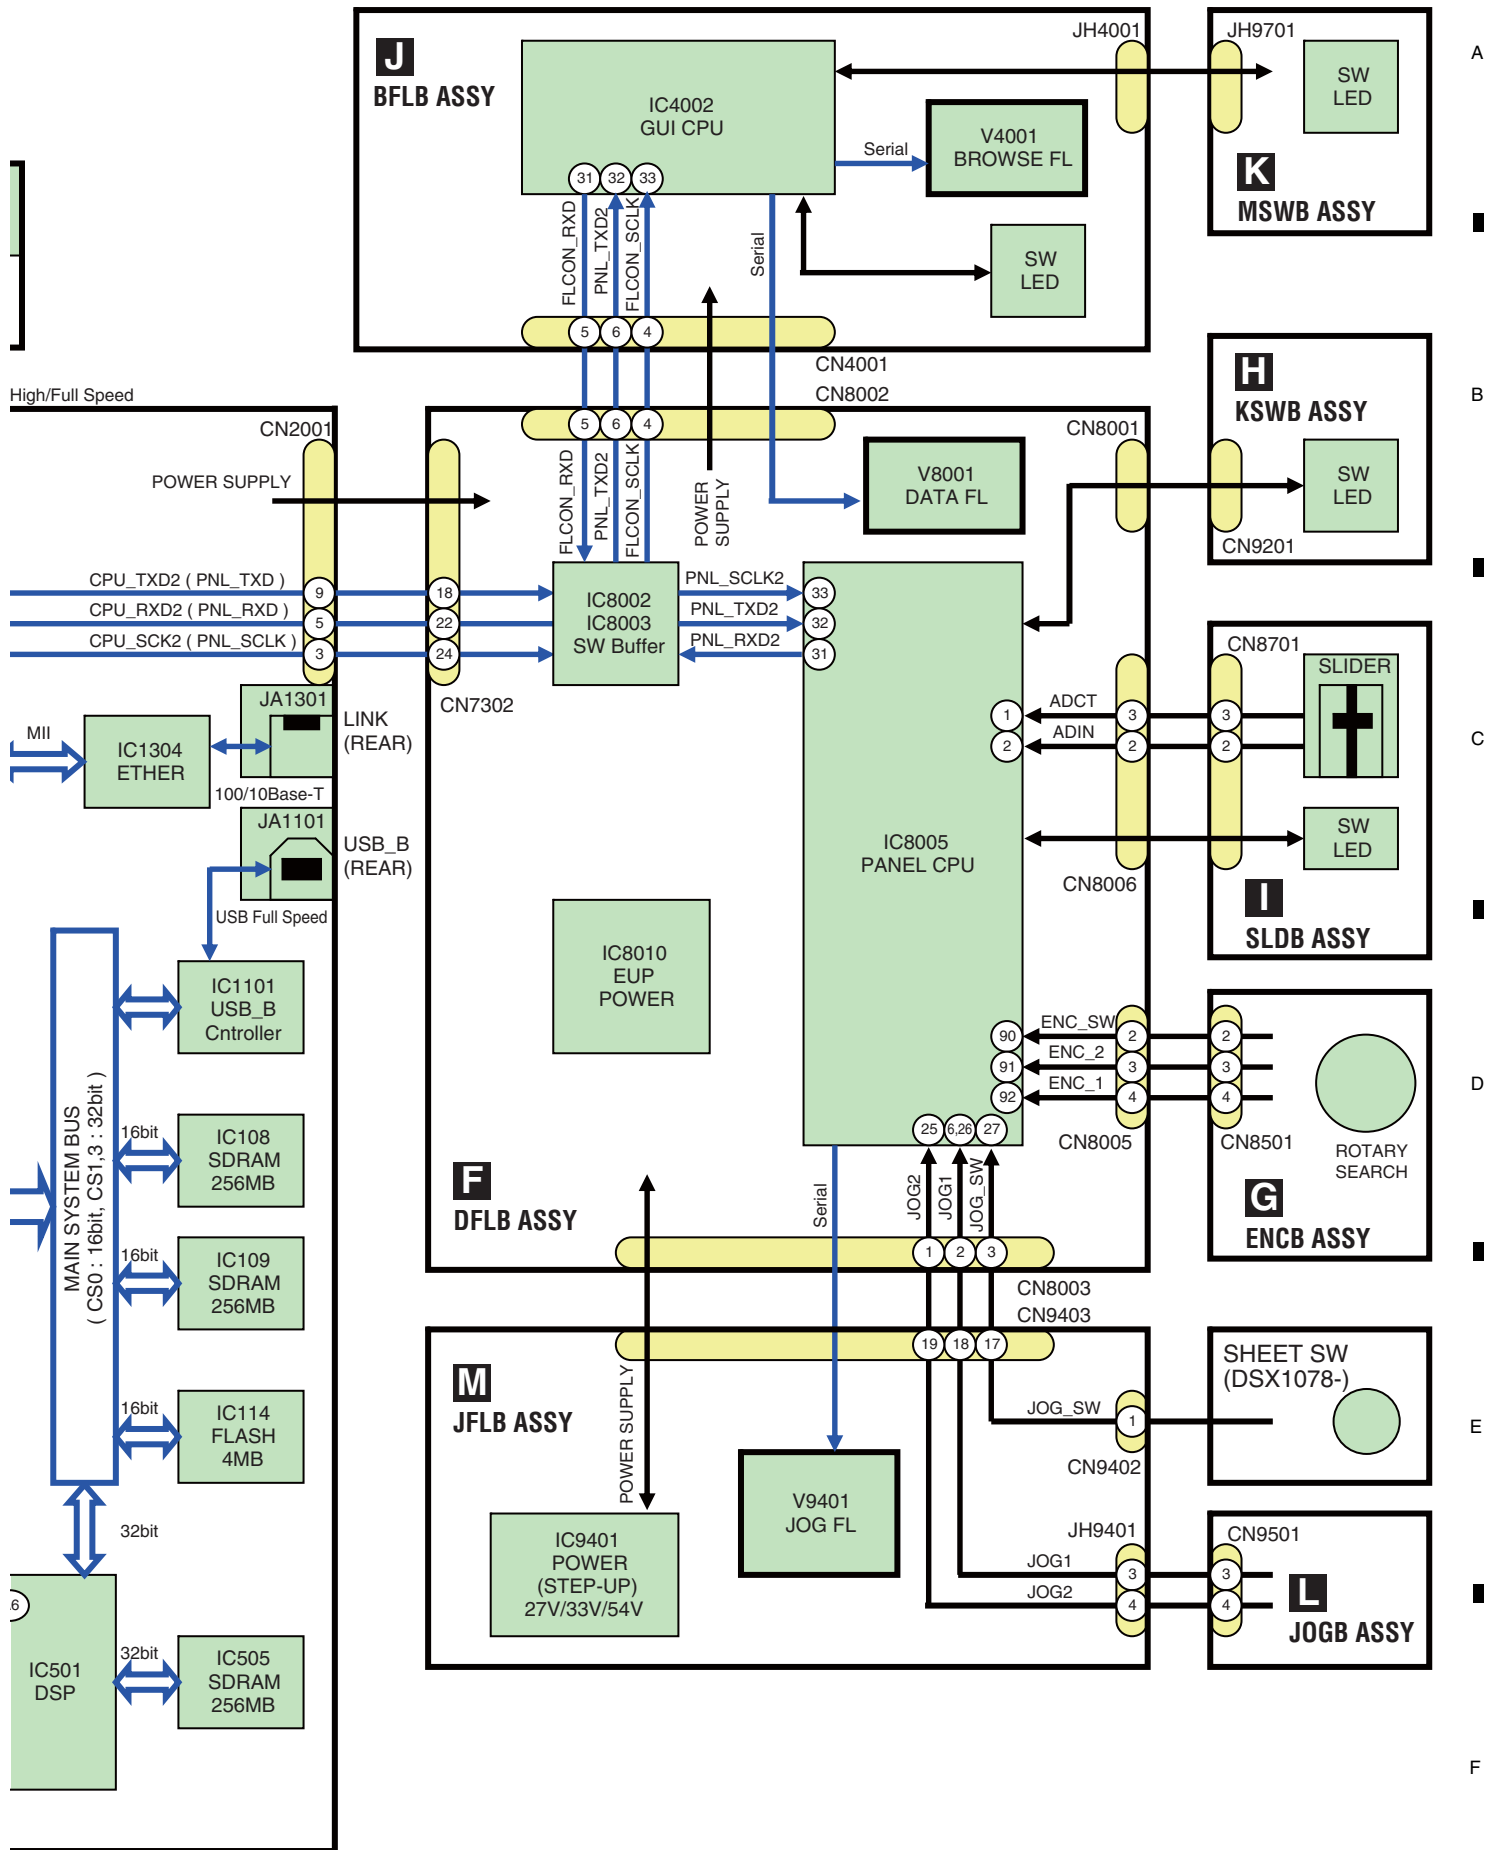 J
BFLB ASSY
IC4002
GUI CPU
31
32
33
Serial
V4001
BROWSE FL
JH4001
JH9701
SW
LED
K
MSWB ASSY
A
FLCON_RXD
PNL_TXD2
FLCON_SCLK
Serial
SW
LED
5
6
4
CN4001
CN8002
High/Full Speed
CN2001
POWER SUPPLY
5
6
4
FLCON_RXD
PNL_TXD2
FLCON_SCLK
POWER
SUPPLY
V8001
DATA FL
CN8001
H
KSWB ASSY
SW
LED
CN9201
B
CPU_TXD2 ( PNL_TXD )
CPU_RXD2 ( PNL_RXD )
CPU_SCK2 ( PNL_SCLK )
9
5
3
18
22
24
CN7302
IC8002
IC8003
SW Buffer
PNL_SCLK2
PNL_TXD2
PNL_RXD2
33
32
31
JA1301
LINK
(REAR)
MII
IC1304
ETHER
100/10Base-T
JA1101
USB_B
(REAR)
USB Full Speed
1
2
ADCT
ADIN
3
2
CN8701
SLIDER
3
2
IC8005
PANEL CPU
SW
LED
CN8006
I
SLDB ASSY
C
IC8010
EUP
POWER
IC1101
USB_B
Cntroller
MAIN SYSTEM BUS
( CS0 : 16bit, CS1,3 : 32bit )
16bit
IC108
SDRAM
256MB
16bit
IC109
SDRAM
256MB
16bit
IC114
FLASH
4MB
32bit
90
91
92
ENC_SW
ENC_2
ENC_1
2
3
4
2
3
4
CN8005
CN8501
ROTARY
SEARCH
G
ENCB ASSY
D
25
6,26
27
JOG2
JOG1
JOG_SW
Serial
F
DFLB ASSY
1
2
3
CN8003
CN9403
19
18
17
M
JFLB ASSY
POWER SUPPLY
JOG_SW
1
CN9402
SHEET SW
(DSX1078-)
E
V9401
JOG FL
IC9401
POWER
(STEP-UP)
27V/33V/54V
JH9401
CN9501
JOG1
JOG2
3
4
3
4
L
JOGB ASSY
IC501
DSP
32bit
IC505
SDRAM
256MB
F